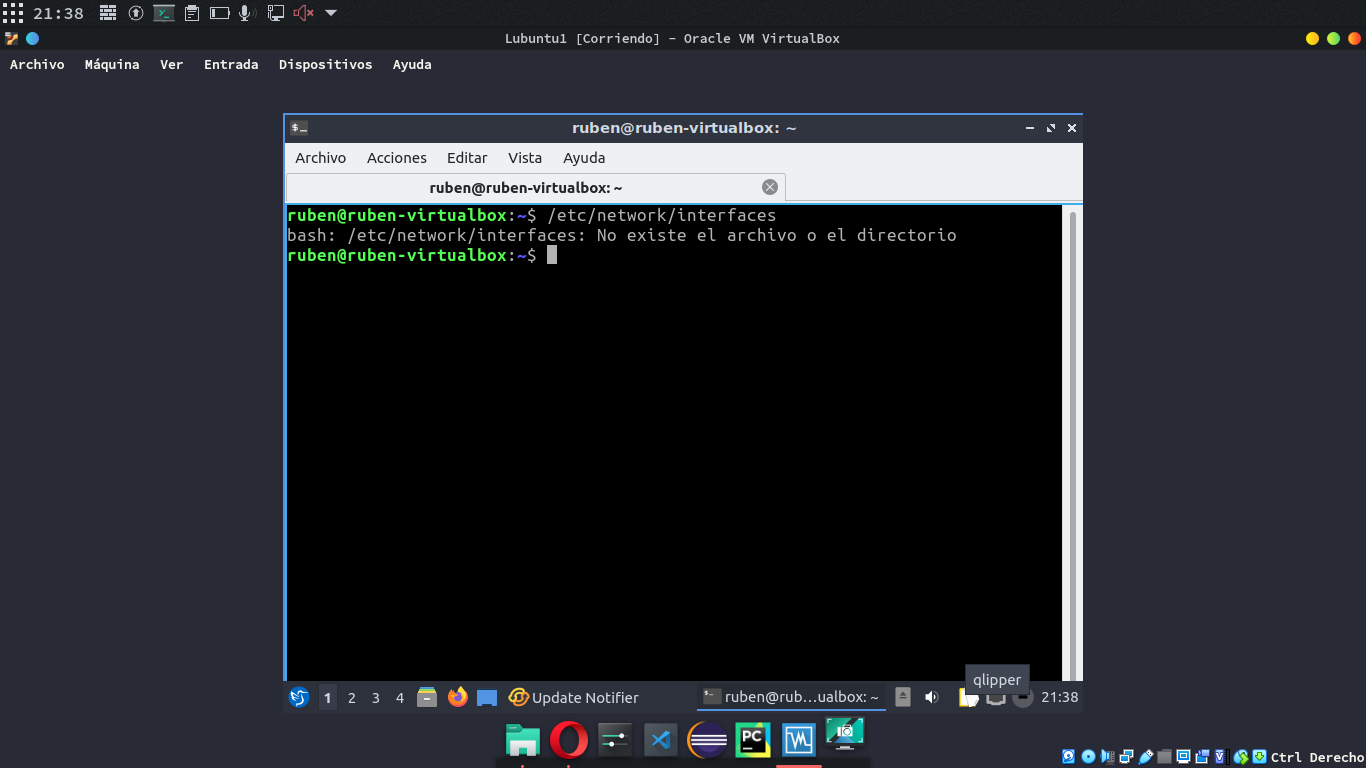 21:38
Lubuntu1 [Corriendo] - Oracle VM VirtualBox
Archivo Máquina Ver Entrada Dispositivos Ayuda
ruben@ruben-virtualbox: ~
Archivo Acciones Editar Vista Ayuda
ruben@ruben-virtualbox: ~
ruben@ruben-virtualbox:~$ /etc/network/interfaces
bash: /etc/network/interfaces: No existe el archivo o el directorio
ruben@ruben-virtualbox:~$
qlipper
1 2 3 4 Update Notifier ruben@rub...ualbox: ~ 21:38
PC
Ctrl Derecho